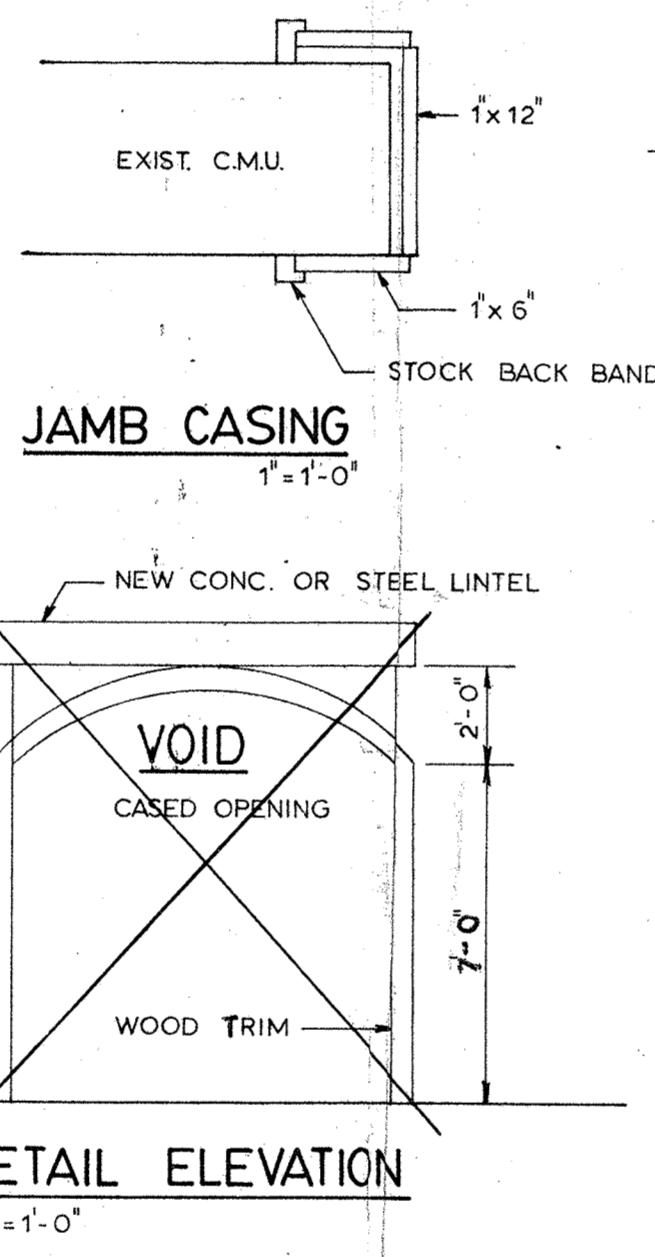 1" x 12"
EXIST. C.M.U.
1" x 6"
STOCK BACK BAND
JAMB CASING
1" = 1'-0"
NEW CONC. OR STEEL LINTEL
2'-0"
VOID
CASED OPENING
7'-0"
WOOD TRIM
ETAIL ELEVATION
= 1'-0"